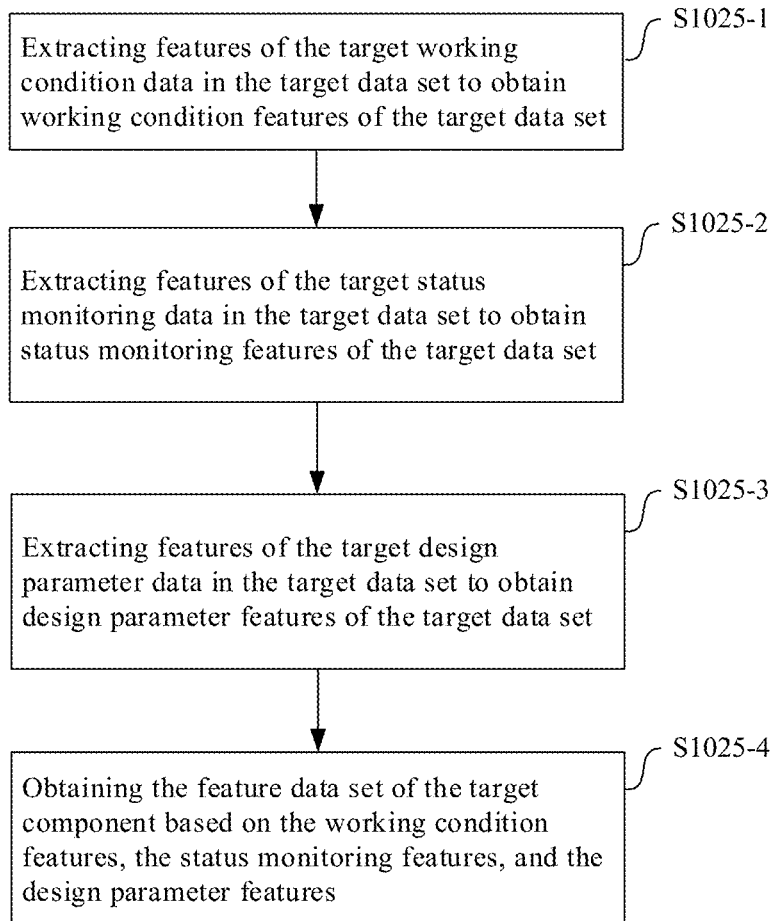 S1025-1
Extracting features of the target working
condition data in the target data set to obtain
working condition features of the target data set
S1025-2
Extracting features of the target status
monitoring data in the target data set to obtain
status monitoring features of the target data set
S1025-3
Extracting features of the target design
parameter data in the target data set to obtain
design parameter features of the target data set
S1025-4
Obtaining the feature data set of the target
component based on the working condition
features, the status monitoring features, and the
design parameter features